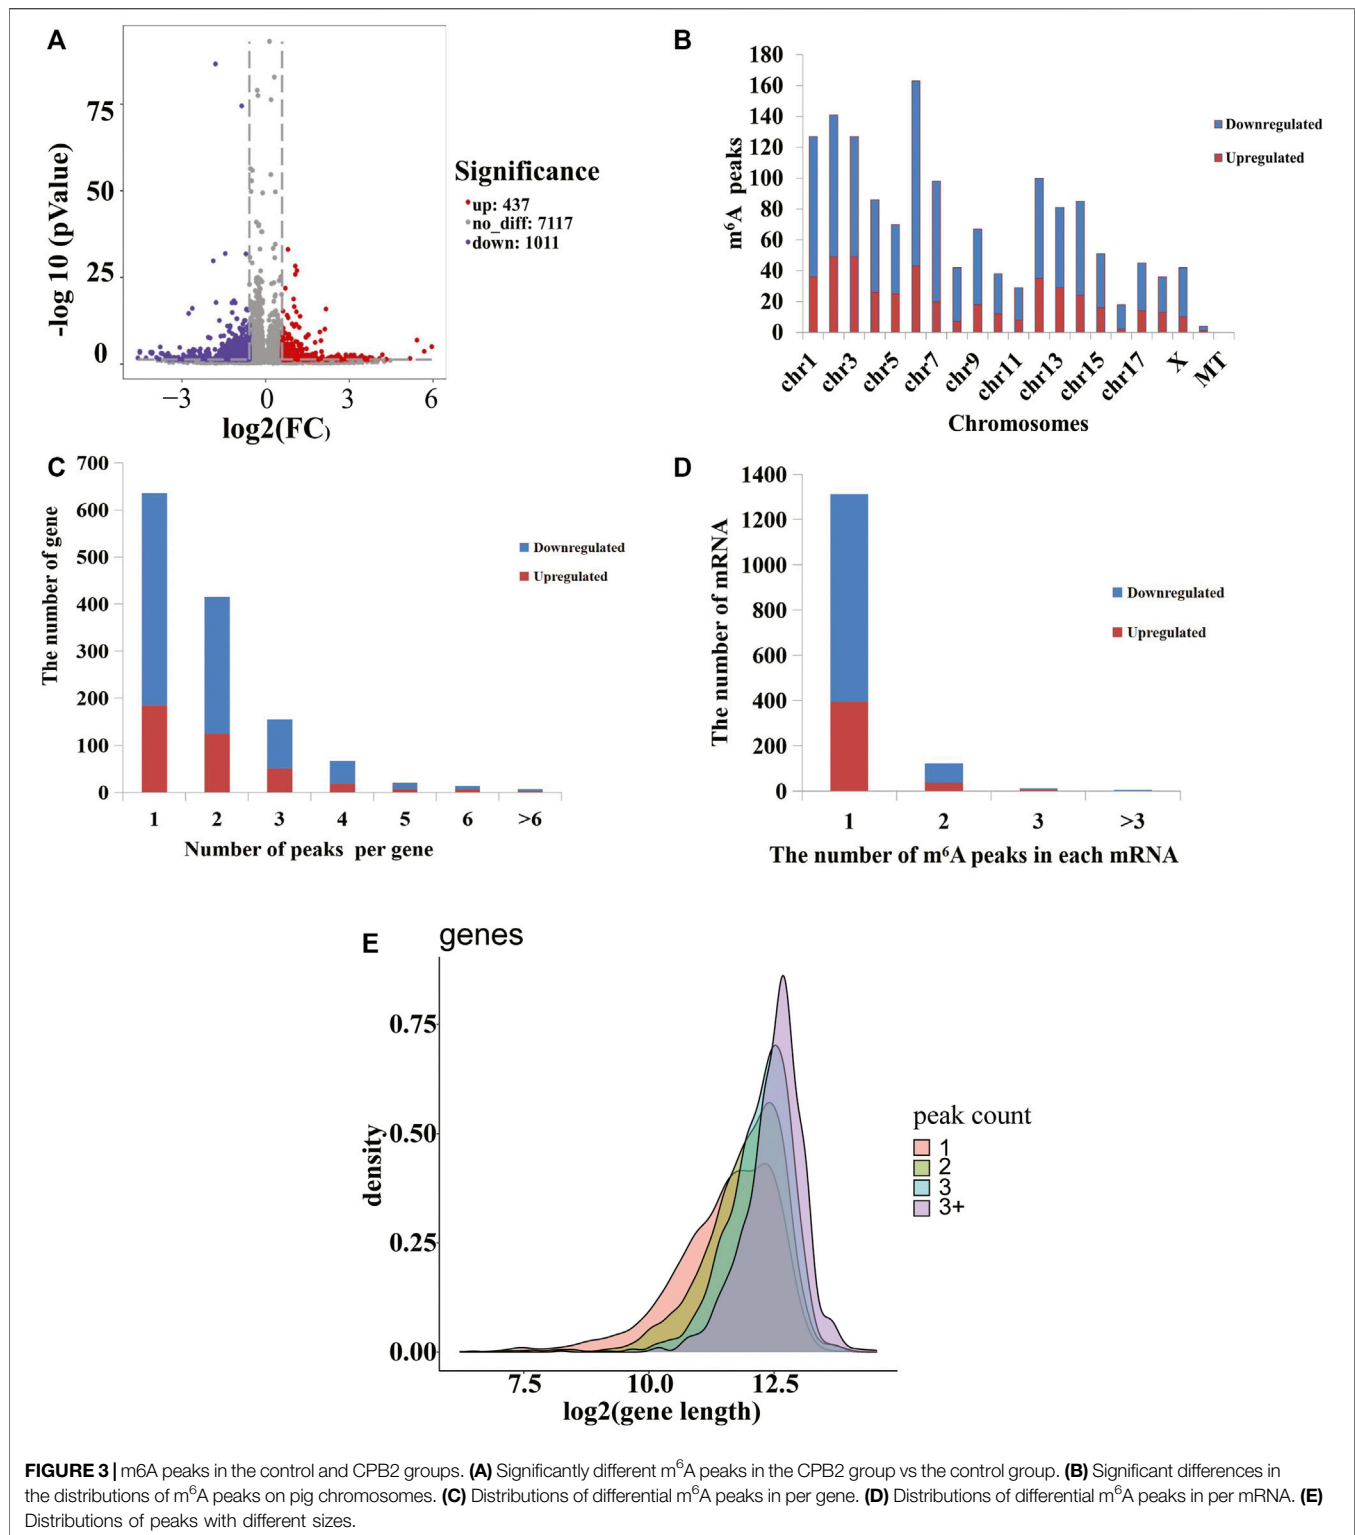 A
75
50
25
0
-log 10 (pValue)
−3 0 3 6
log2(FC)
Significance
up: 437
no_diff: 7117
down: 1011
B
180
160
140
120
100
80
60
40
20
0
m⁶A peaks
chr1 chr3 chr5 chr7 chr9 chr11 chr13 chr15 chr17 X MT
Chromosomes
Downregulated
Upregulated
C
700
600
500
400
300
200
100
0
The number of gene
1 2 3 4 5 6 >6
Number of peaks per gene
Downregulated
Upregulated
D
1400
1200
1000
800
600
400
200
0
The number of mRNA
1 2 3 >3
The number of m⁶A peaks in each mRNA
Downregulated
Upregulated
E
genes
0.75
0.50
0.25
0.00
density
7.5 10.0 12.5
log2(gene length)
peak count
1
2
3
3+
FIGURE 3 | m6A peaks in the control and CPB2 groups. (A) Significantly different m⁶A peaks in the CPB2 group vs the control group. (B) Significant differences in
the distributions of m⁶A peaks on pig chromosomes. (C) Distributions of differential m⁶A peaks in per gene. (D) Distributions of differential m⁶A peaks in per mRNA. (E)
Distributions of peaks with different sizes.